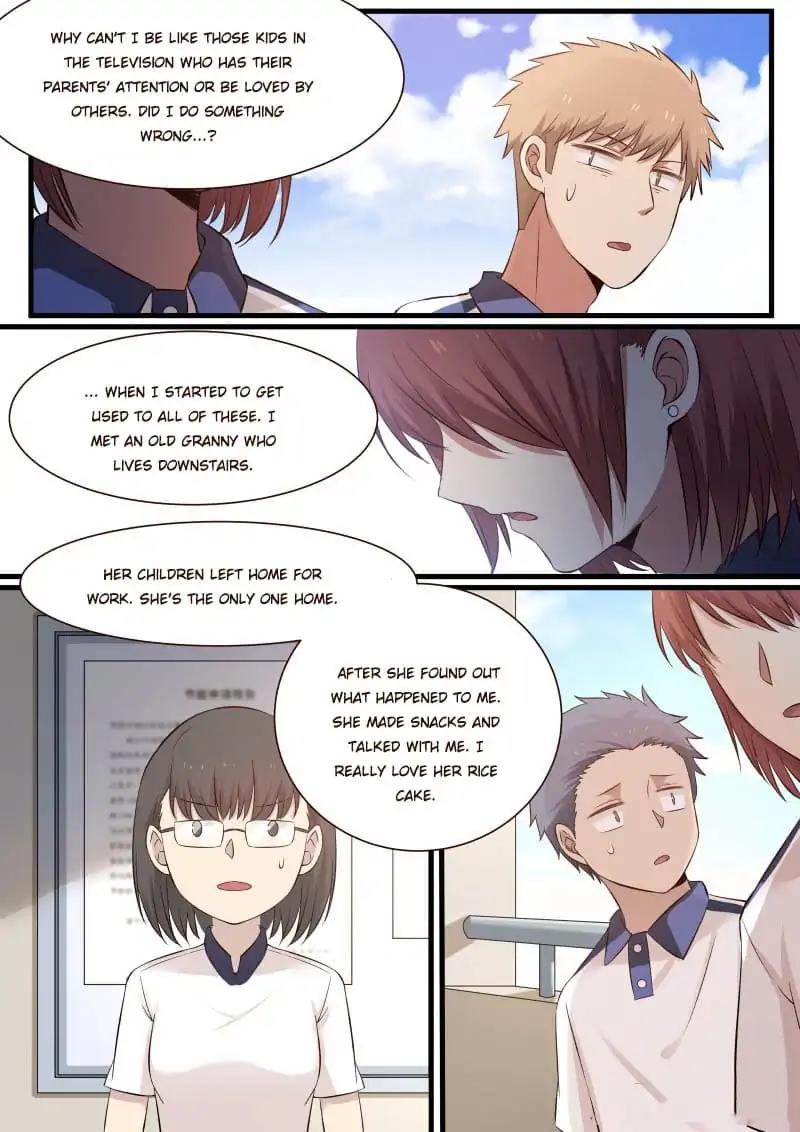 WHY CAN'T I BE LIKE THOSE KIDS IN
THE TELEVISION WHO HAS THEIR
PARENTS' ATTENTION OR BE LOVED BY
OTHERS. DID I DO SOMETHING
WRONG...?
... WHEN I STARTED TO GET
USED TO ALL OF THESE. I
MET AN OLD GRANNY WHO
LIVES DOWNSTAIRS.
HER CHILDREN LEFT HOME FOR
WORK. SHE'S THE ONLY ONE HOME.
AFTER SHE FOUND OUT
WHAT HAPPENED TO ME.
SHE MADE SNACKS AND
TALKED WITH ME. I
REALLY LOVE HER RICE
CAKE.